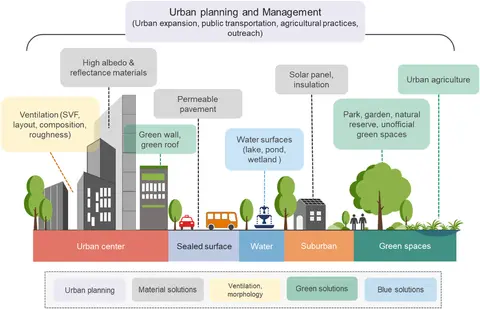 Urban planning and Management
(Urban expansion, public transportation, agricultural practices,
outreach)
High albedo &
reflectance materials
Solar panel,
insulation
Urban agriculture
Ventilation (SVF,
layout, composition,
roughness)
Permeable
pavement
Park, garden, natural
reserve, unofficial
green spaces
Green wall,
green roof
Water surfaces
(lake, pond,
wetland )
Urban center
Sealed surface
Water
Suburban
Green spaces
Urban planning
Material solutions
Ventilation,
morphology
Green solutions
Blue solutions